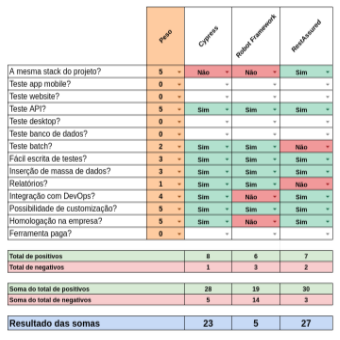 Peso Cypress Robot Framework RestAssured
A mesma stack do projeto? 5 Não Não Sim
Teste app mobile? 0
Teste website? 0
Teste API? 5 Sim Sim Sim
Teste desktop? 0
Teste banco de dados? 0
Teste batch? 2 Sim Sim Não
Fácil escrita de testes? 3 Sim Sim Sim
Inserção de massa de dados? 3 Sim Sim Sim
Relatórios? 1 Sim Sim Não
Integração com DevOps? 4 Sim Não Sim
Possibilidade de customização? 5 Sim Sim Sim
Homologação na empresa? 5 Sim Não Sim
Ferramenta paga? 0
Total de positivos 8 6 7
Total de negativos 1 3 2
Soma do total de positivos 28 19 30
Soma do total de negativos 5 14 3
Resultado das somas 23 5 27